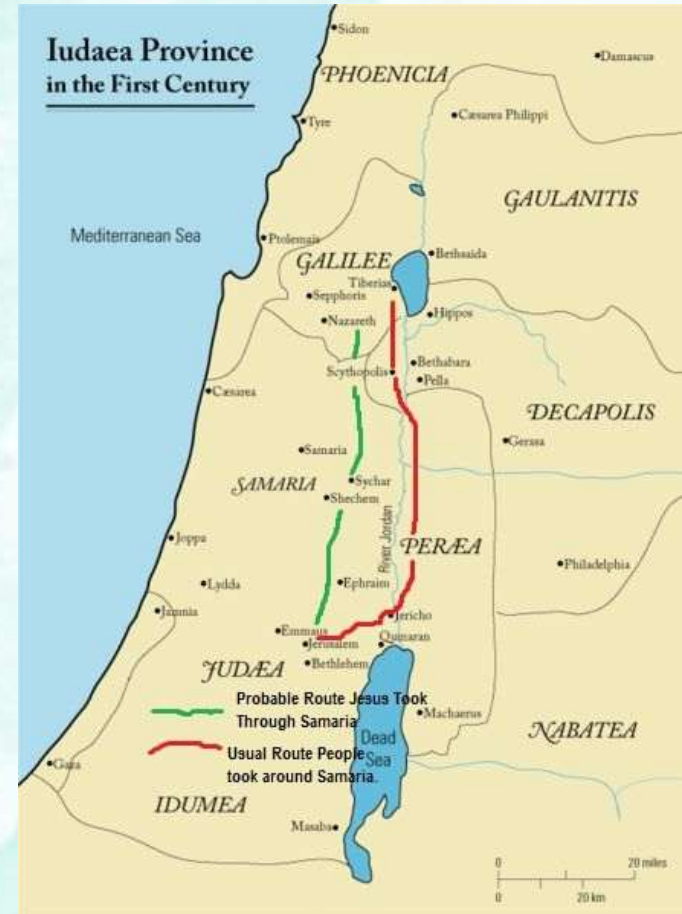 Iudaea Province
in the First Century
Sidon
Damascus
PHOENICIA
Cæsarea Philippi
Tyre
GAULANITIS
Mediterranean Sea
Ptolemais
Bethsaida
GALILEE
Tiberias
Sepphoris
Hippos
Nazareth
Bethabara
Scythopolis
Pella
Cæsarea
DECAPOLIS
Gerasa
Samaria
SAMARIA
Sychar
Shechem
River Jordan
Joppa
PERÆA
Philadelphia
Lydda
Ephraim
Jamnia
Jericho
Emmaus
Jerusalem
Qumaran
JUDÆA
Bethlehem
Probable Route Jesus Took
Through Samaria
Machaerus
NABATEA
Dead
Sea
Usual Route People
took around Samaria.
Gaza
IDUMEA
Masaba
0 20 miles
0 20 km